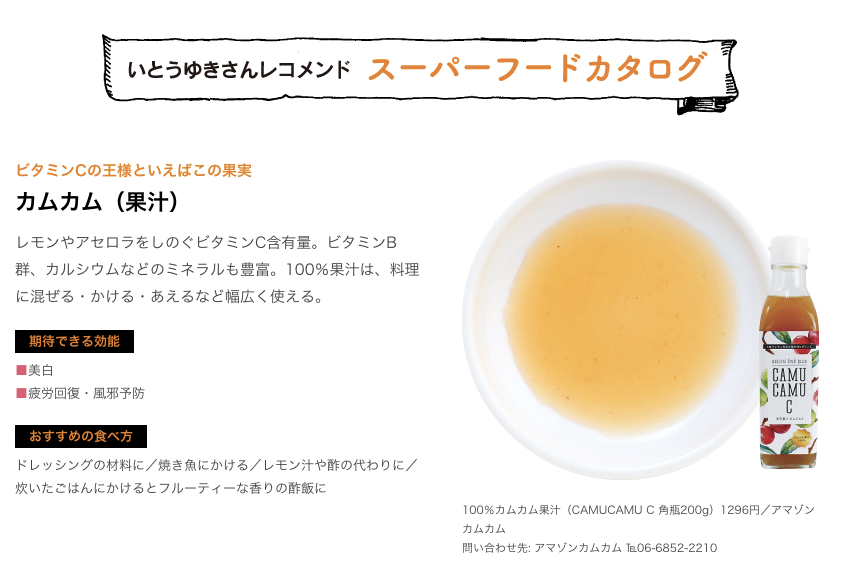 いとうゆきさんレコメンド スーパーフードカタログ
ビタミンCの王様といえばこの果実
カムカム（果汁）
レモンやアセロラをしのぐビタミンC含有量。ビタミンB
群、カルシウムなどのミネラルも豊富。100％果汁は、料理
に混ぜる・かける・あえるなど幅広く使える。
期待できる効能
■美白
■疲労回復・風邪予防
おすすめの食べ方
ドレッシングの材料に／焼き魚にかける／レモン汁や酢の代わりに／
炊いたごはんにかけるとフルーティーな香りの酢飯に
natural fruit juice
CAMU
CAMU
C
100％カムカム果汁（CAMUCAMU C 角瓶200g）1296円／アマゾン
カムカム
問い合わせ先: アマゾンカムカム ℡06-6852-2210